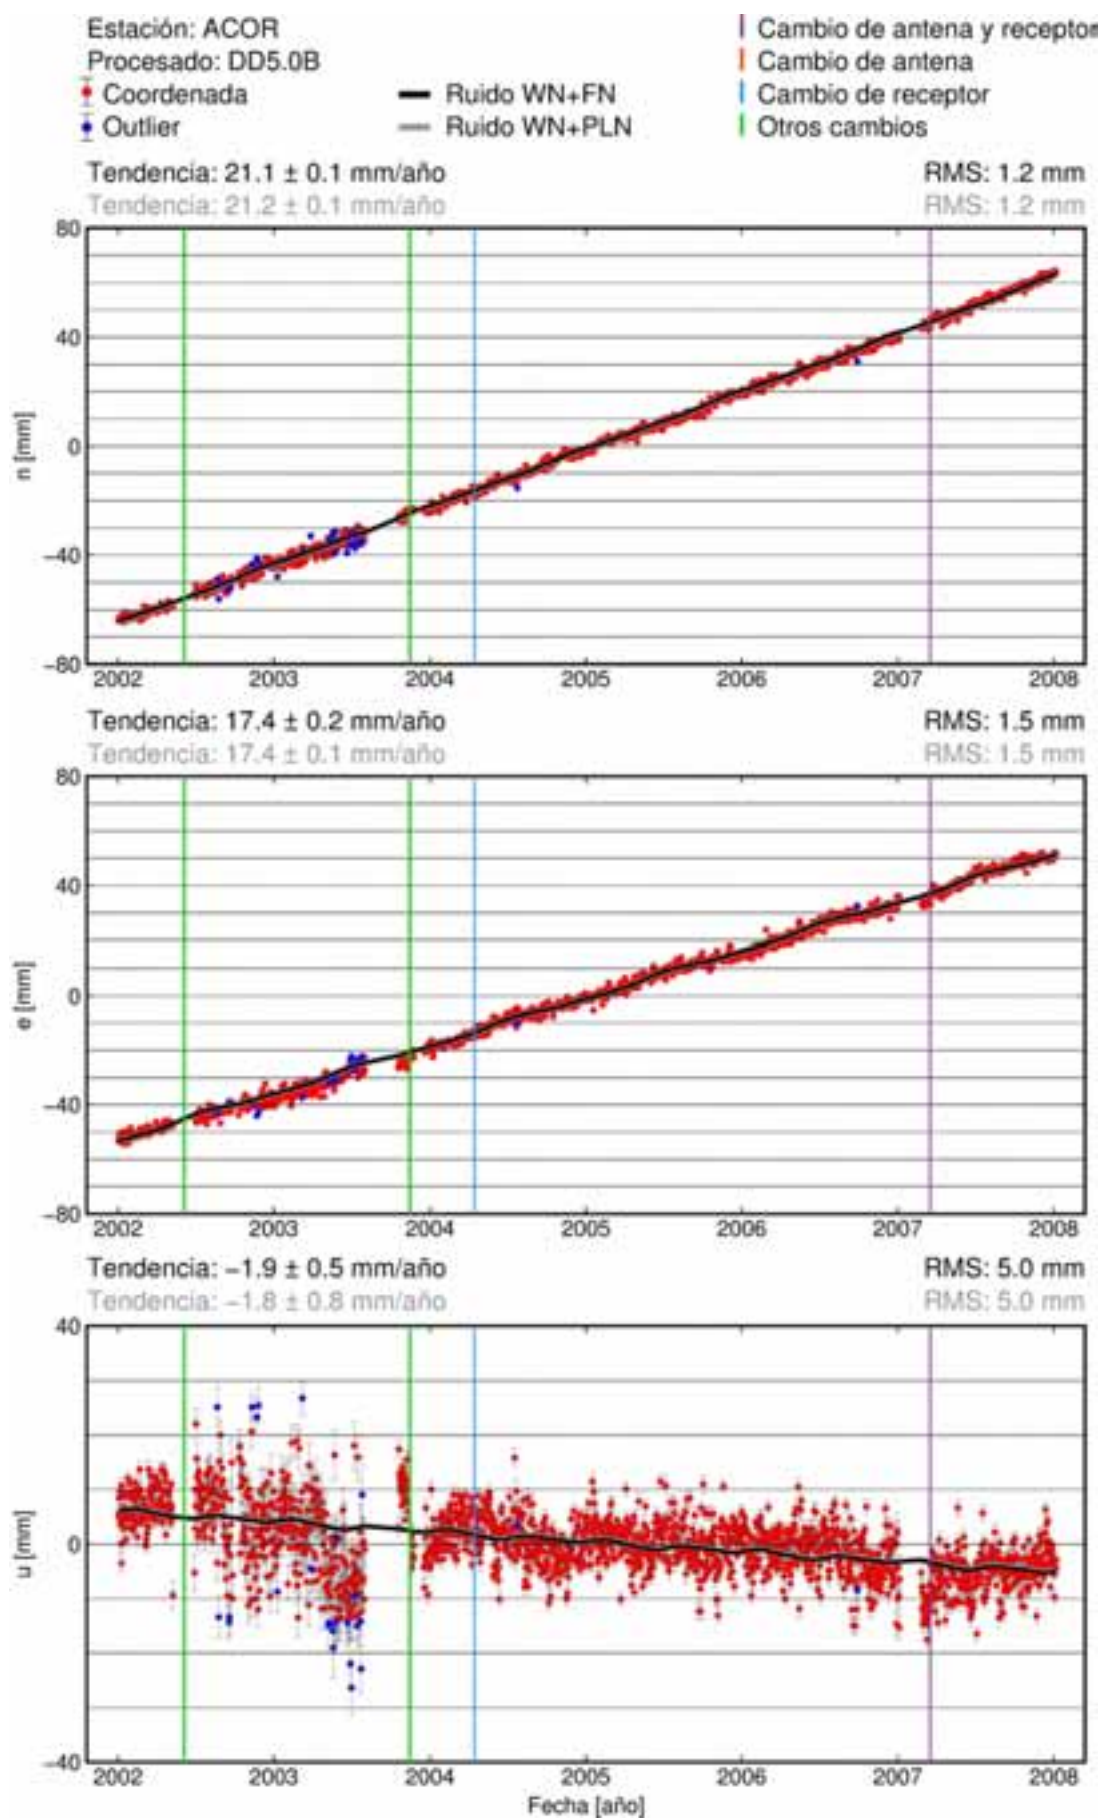 Estación: ACOR
Procesado: DD5.0B
Coordenada
Outlier
Ruido WN+FN
Ruido WN+PLN
Cambio de antena y receptor
Cambio de antena
Cambio de receptor
Otros cambios
Tendencia: 21.1 ± 0.1 mm/año RMS: 1.2 mm
Tendencia: 21.2 ± 0.1 mm/año RMS: 1.2 mm
80
40
0
−40
−80
n [mm]
2002 2003 2004 2005 2006 2007 2008
Tendencia: 17.4 ± 0.2 mm/año RMS: 1.5 mm
Tendencia: 17.4 ± 0.1 mm/año RMS: 1.5 mm
80
40
0
−40
−80
e [mm]
2002 2003 2004 2005 2006 2007 2008
Tendencia: −1.9 ± 0.5 mm/año RMS: 5.0 mm
Tendencia: −1.8 ± 0.8 mm/año RMS: 5.0 mm
40
0
−40
u [mm]
2002 2003 2004 2005 2006 2007 2008
Fecha [año]